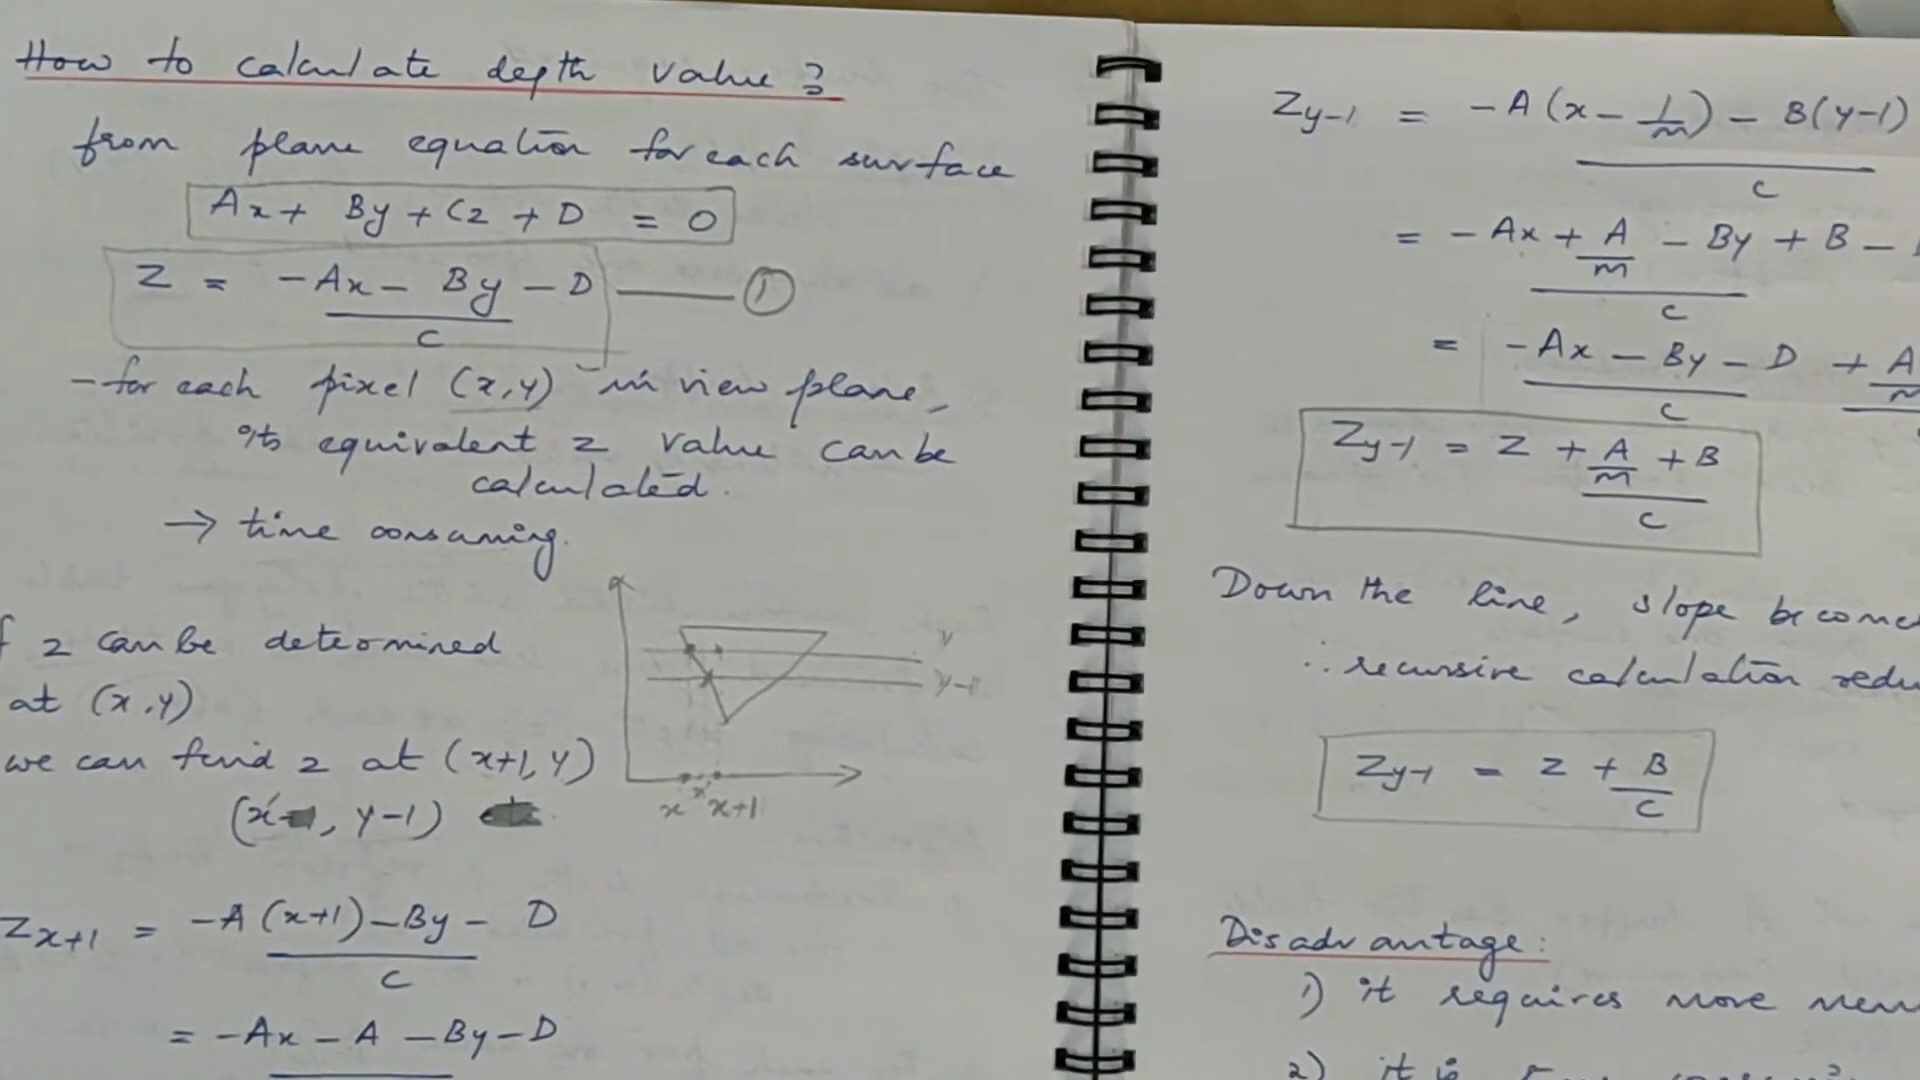 How to calculate depth value?
from plane equation for each surface
Ax + By + Cz + D = 0
Z = -Ax - By - D ——— ①
C
- for each pixel (x,y) in view plane,
its equivalent z value can be
calculated.
→ time consuming.
z can be determined
at (x,y)
we can find z at (x+1, y)
(x', y-1)
y
y-1
x x' x+1
Zx+1 = -A(x+1) - By - D
C
= -Ax - A - By - D
Zy-1 = -A(x - 1/m) - B(y-1)
C
= -Ax + A/m - By + B -
C
= -Ax - By - D + A
C
Zy-1 = Z + A/m + B
C
Down the line, slope
∴ recursive calculation
Zy-1 = Z + B
C
Disadvantage:
1) it requires more
2) it is